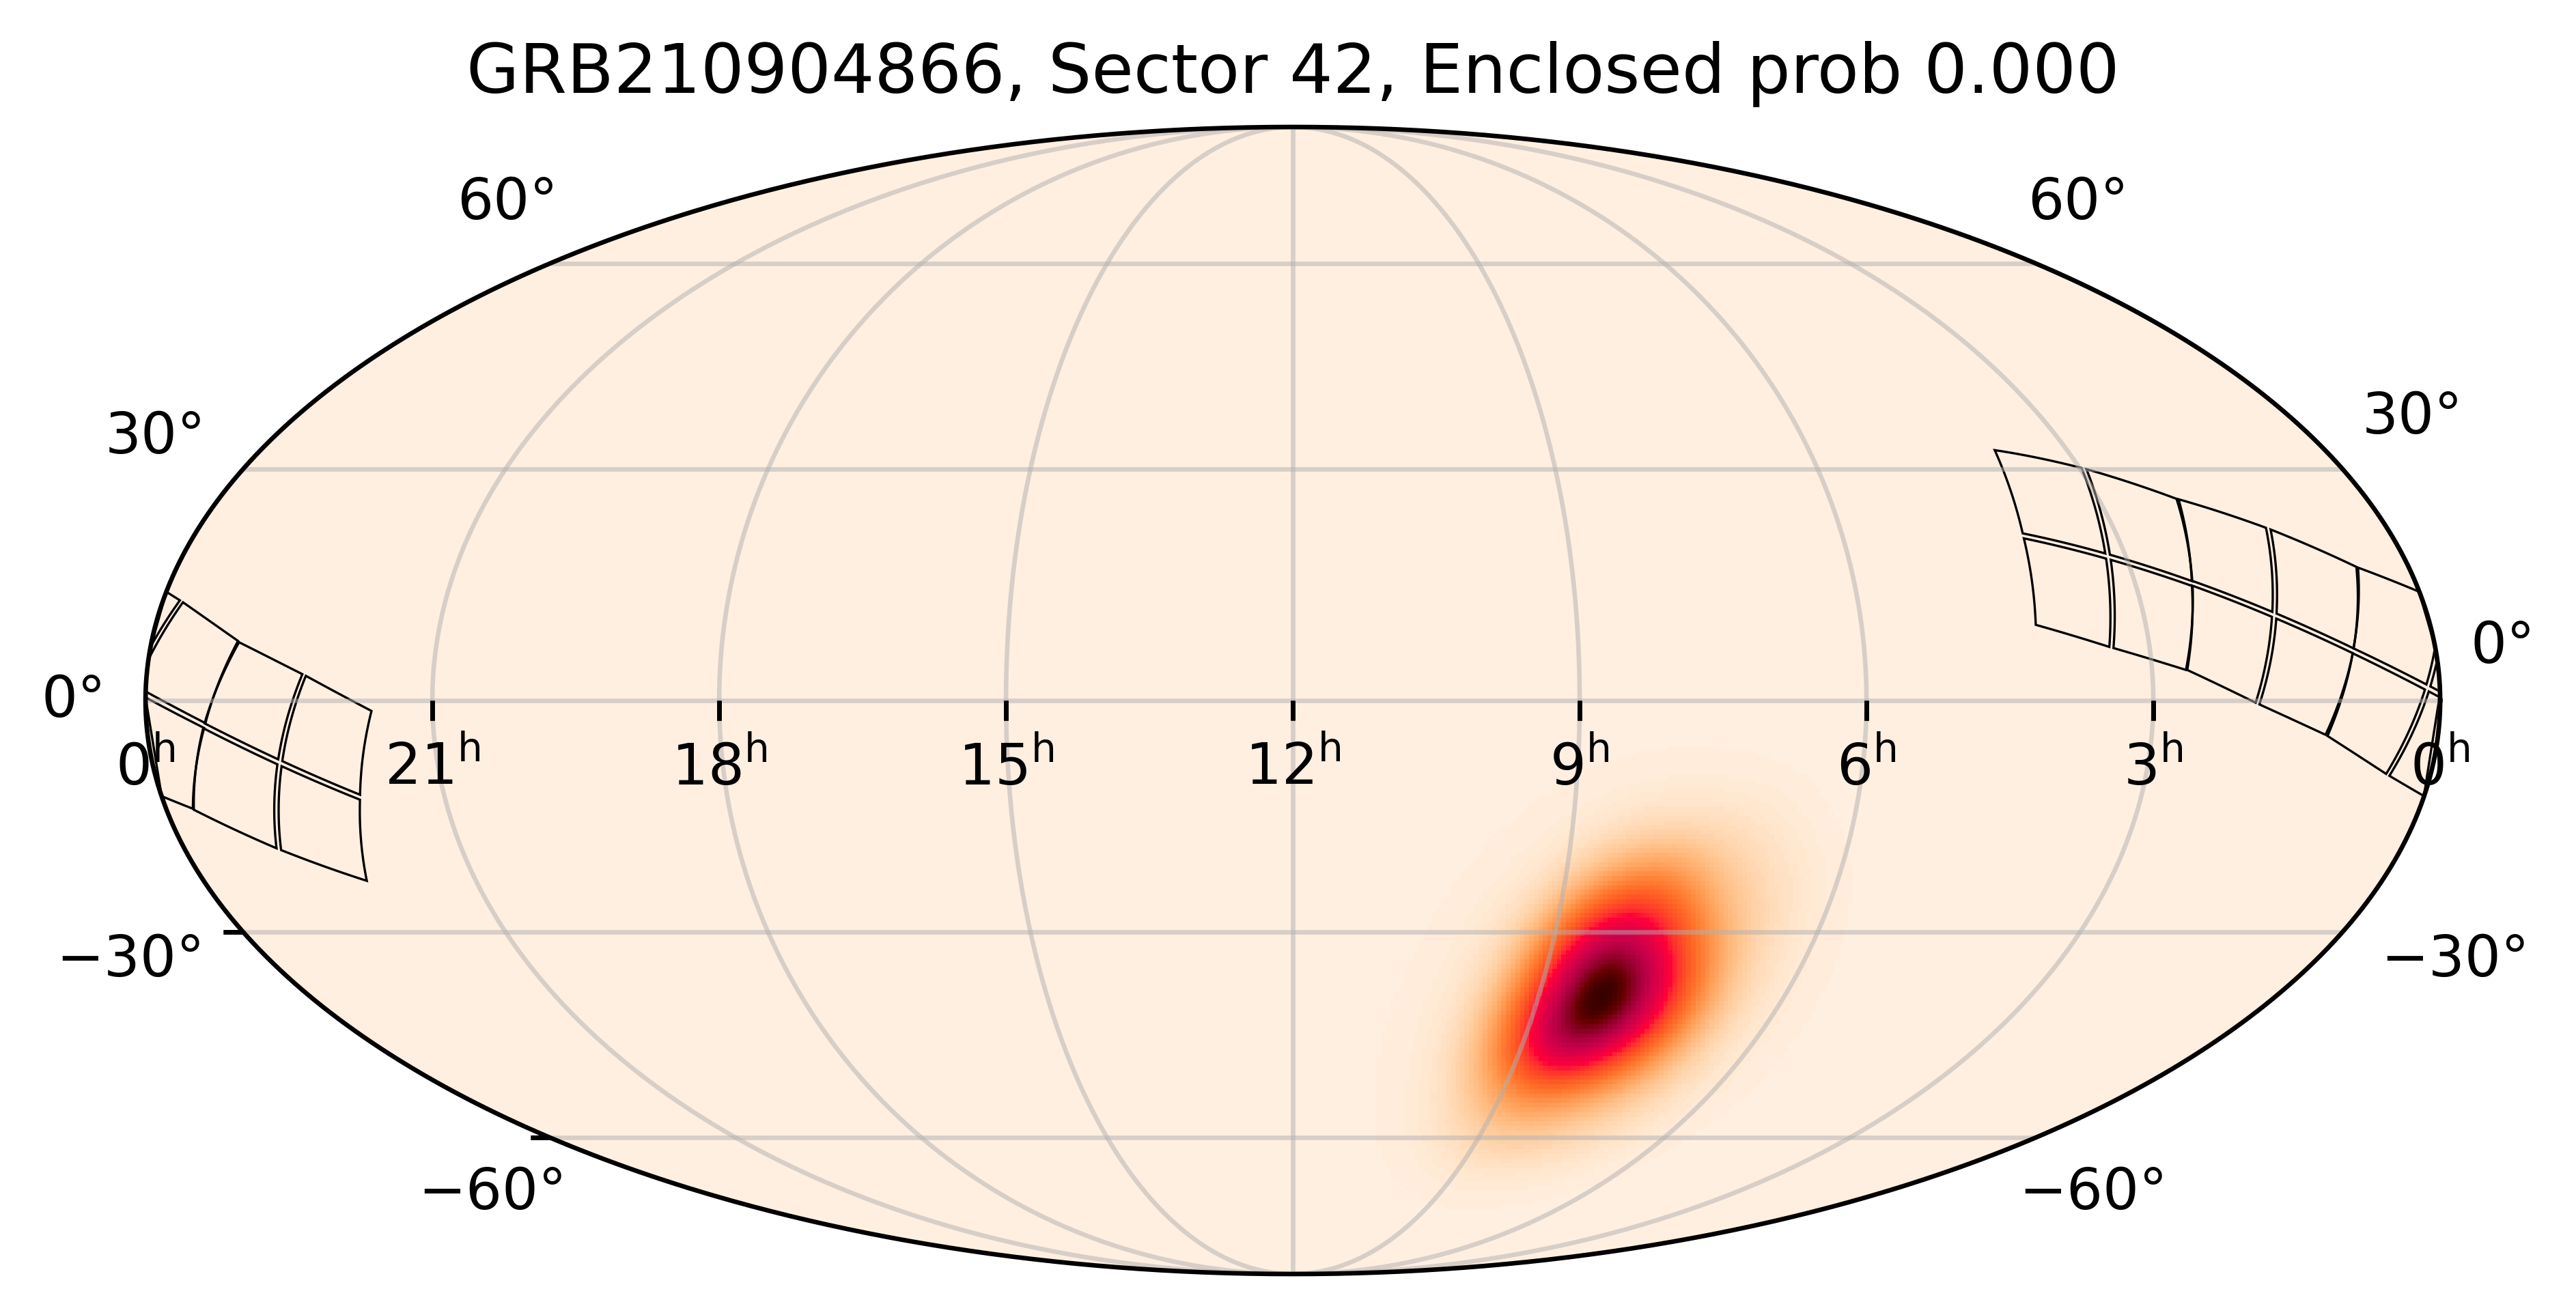 GRB210904866, Sector 42, Enclosed prob 0.000
60° 60°
30° 30°
0° 0°
0h 21h 18h 15h 12h 9h 6h 3h 0h
−30° −30°
−60° −60°